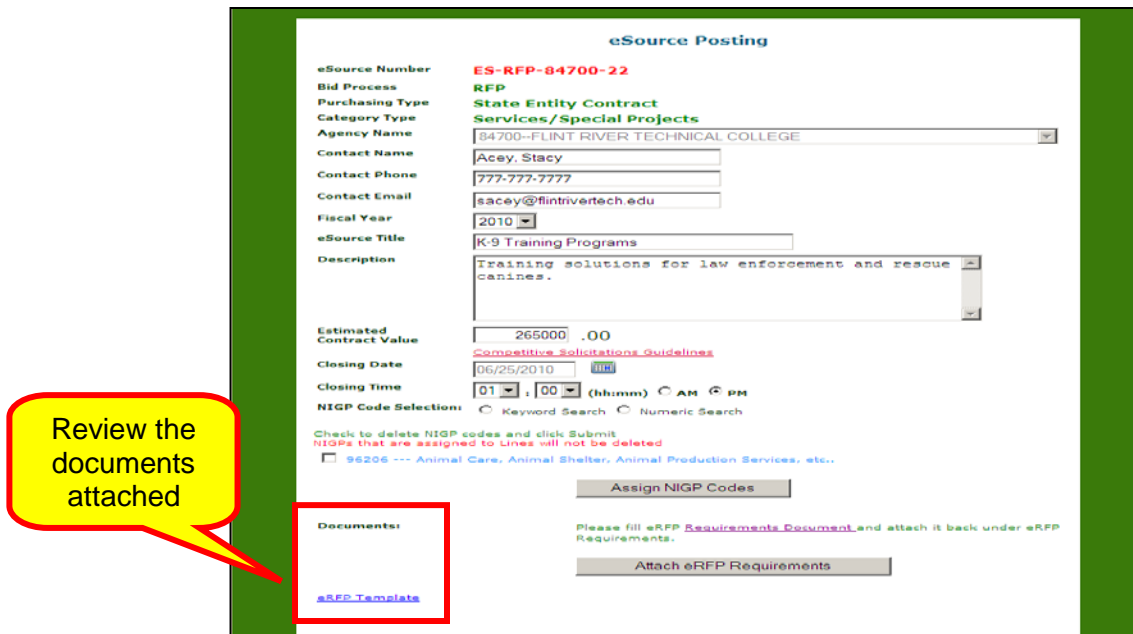 eSource Posting
eSource Number ES-RFP-84700-22
Bid Process RFP
Purchasing Type State Entity Contract
Category Type Services/Special Projects
Agency Name 84700--FLINT RIVER TECHNICAL COLLEGE
Contact Name Acey, Stacy
Contact Phone 777-777-7777
Contact Email sacey@flintrivertech.edu
Fiscal Year 2010
eSource Title K-9 Training Programs
Description Training solutions for law enforcement and rescue
canines.
Estimated
Contract Value 265000 .00
Competitive Solicitations Guidelines
Closing Date 06/25/2010
Closing Time 01 : 00 (hh:mm) AM PM
NIGP Code Selection: Keyword Search Numeric Search
Check to delete NIGP codes and click Submit
NIGPs that are assigned to Lines will not be deleted
96206 --- Animal Care, Animal Shelter, Animal Production Services, etc..
Assign NIGP Codes
Review the
documents
attached
Documents: Please fill eRFP Requirements Document and attach it back under eRFP
Requirements.
Attach eRFP Requirements
eRFP Template